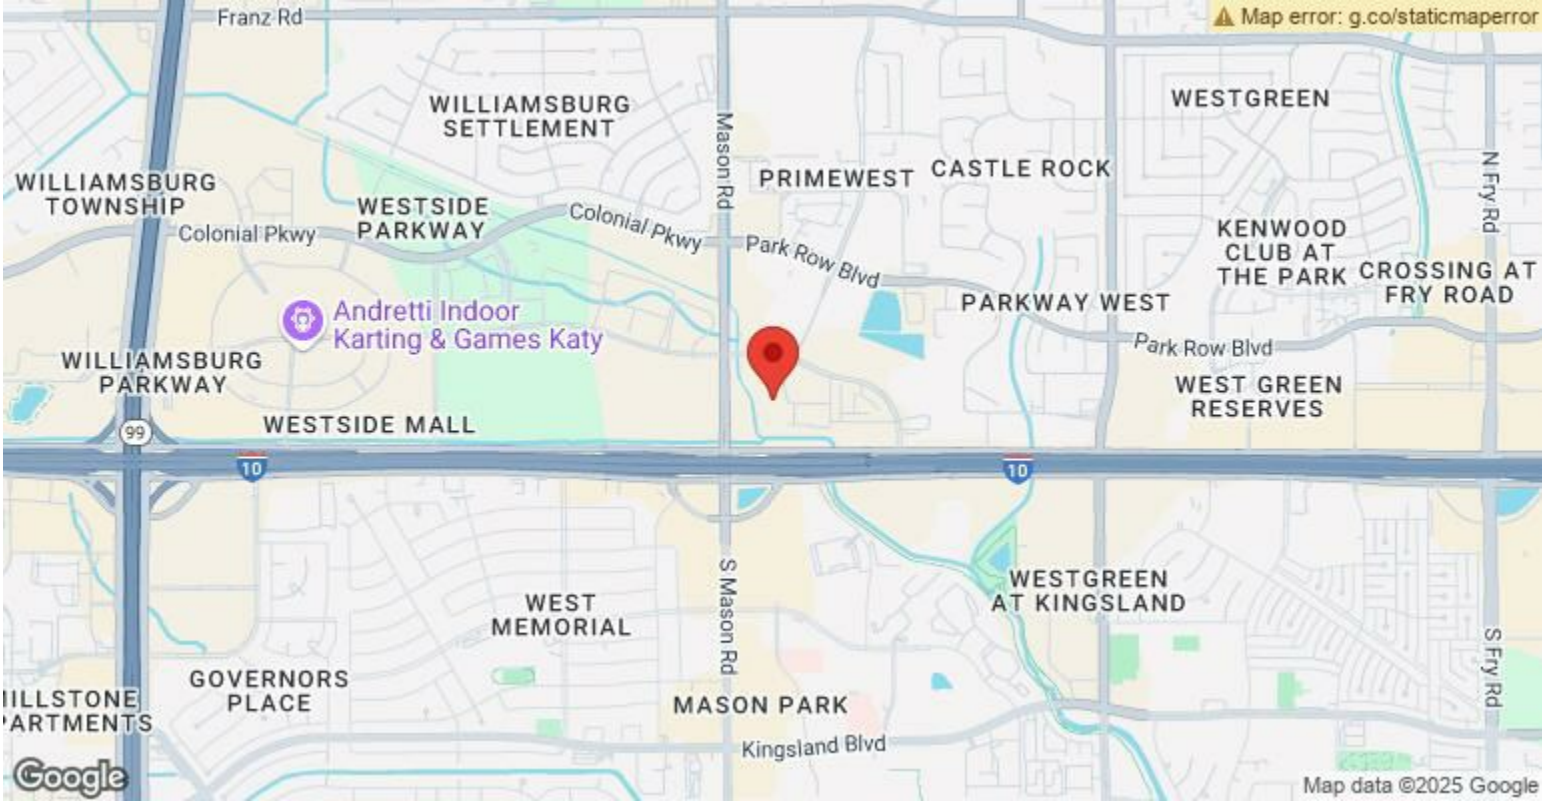 Franz Rd
Map error: g.co/staticmaperror
WILLIAMSBURG
SETTLEMENT
Mason Rd
WESTGREEN
PRIMEWEST
CASTLE ROCK
N Fry Rd
WILLIAMSBURG
TOWNSHIP
WESTSIDE
PARKWAY
Colonial Pkwy
Colonial Pkwy
Park Row Blvd
KENWOOD
CLUB AT
THE PARK
CROSSING AT
FRY ROAD
PARKWAY WEST
Andretti Indoor
Karting & Games Katy
WILLIAMSBURG
PARKWAY
Park Row Blvd
WEST GREEN
RESERVES
WESTSIDE MALL
99
10
10
WESTGREEN
AT KINGSLAND
WEST
MEMORIAL
S Mason Rd
S Fry Rd
GOVERNORS
PLACE
MILLSTONE
PARTMENTS
MASON PARK
Kingsland Blvd
Google
Map data ©2025 Google